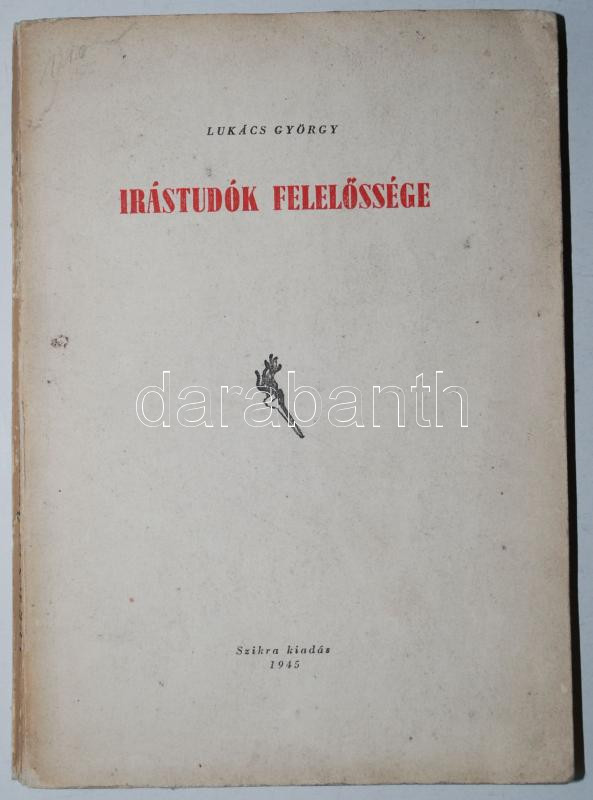 LUKÁCS GYÖRGY
IRÁSTUDÓK FELELŐSSÉGE
darabanth
Szikra kiadás
1945